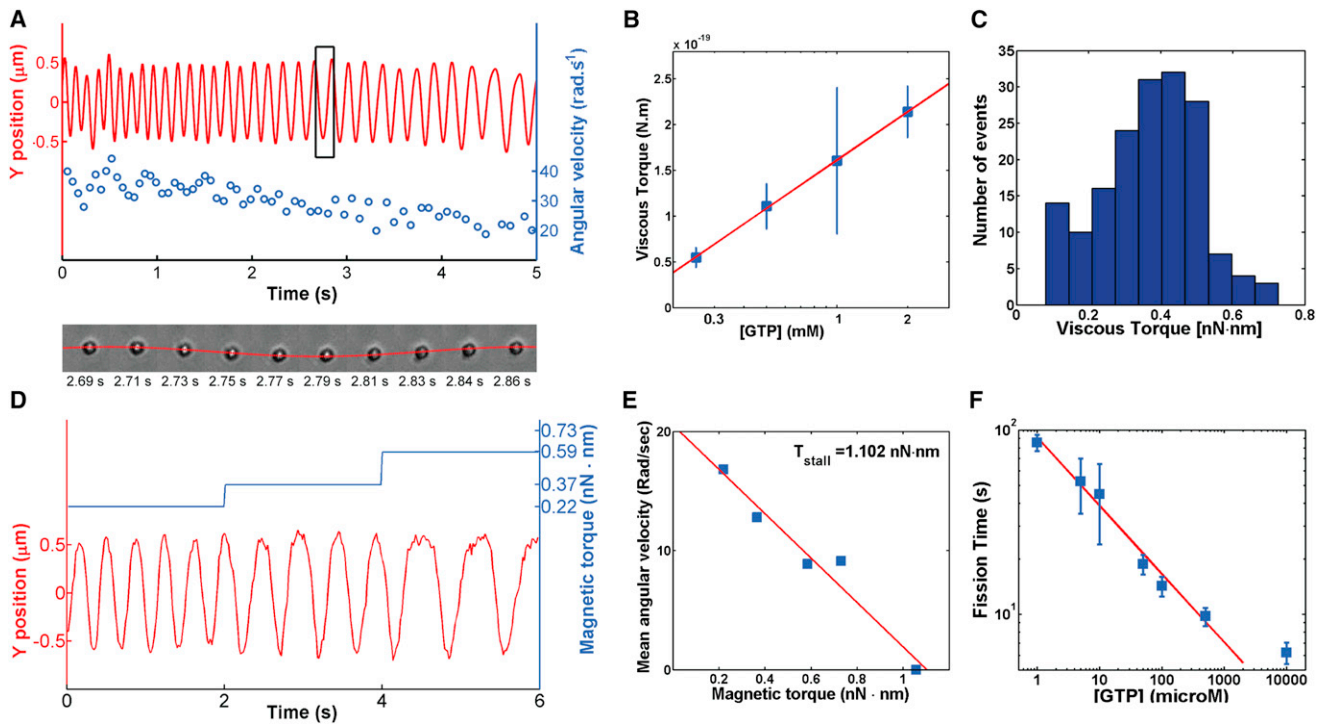 A
Y position (μm)
0.5
0
-0.5
Angular velocity (rad.s¹)
40
30
20
0 1 2 3 4 5
Time (s)
2.69 s 2.71 s 2.73 s 2.75 s 2.77 s 2.79 s 2.81 s 2.83 s 2.84 s 2.86 s
B
x 10⁻¹⁹
Viscous Torque (N.m)
2.5
2
1.5
1
0.5
0
0.3 1 2
[GTP] (mM)
C
Number of events
35
30
25
20
15
10
5
0
0.2 0.4 0.6 0.8
Viscous Torque [nN·nm]
D
Y position (μm)
0.5
0
-0.5
Magnetic torque (nN · nm)
0.73
0.59
0.37
0.22
0 2 4 6
Time (s)
E
Mean angular velocity (Rad/sec)
20
10
0
T stall =1.102 nN·nm
0.2 0.4 0.6 0.8 1 1.2
Magnetic torque (nN · nm)
F
Fission Time (s)
10²
10¹
1 10 100 1000 10000
[GTP] (microM)